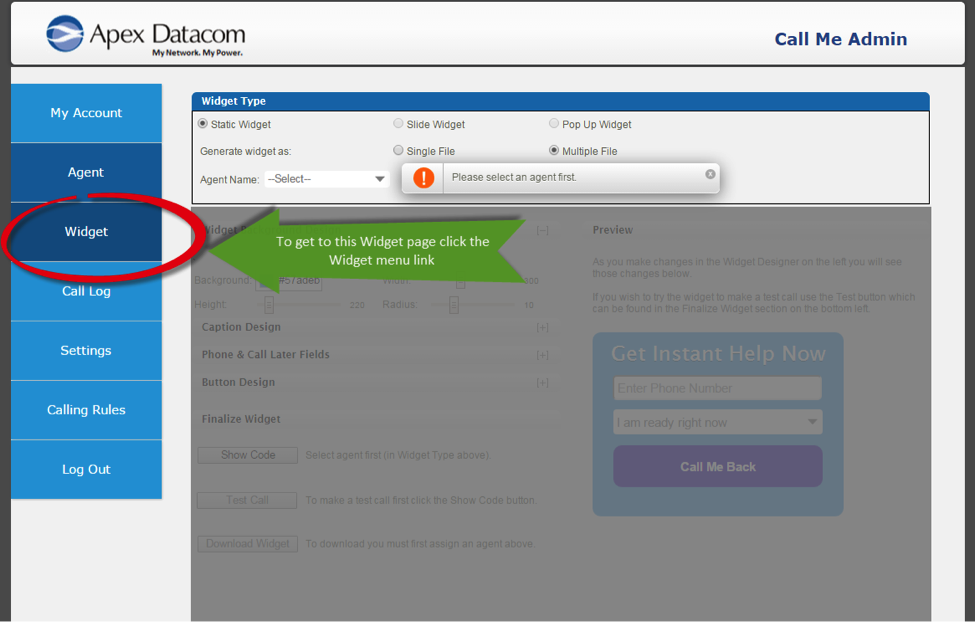 Apex Datacom
My Network. My Power.
Call Me Admin
My Account
Agent
Widget
Call Log
Settings
Calling Rules
Log Out
Widget Type
Static Widget
Slide Widget
Pop Up Widget
Generate widget as:
Single File
Multiple File
Agent Name:
--Select--
Please select an agent first.
To get to this Widget page click the
Widget menu link
Widget
[--]
Background:
#57adeb
Width:
300
Height:
220
Radius:
10
Caption Design
[+]
Phone & Call Later Fields
[+]
Button Design
[+]
Finalize Widget
Show Code
Select agent first (in Widget Type above)
Test Call
To make a test call first click the Show Code button.
Download Widget
To download you must first assign an agent above.
Preview
As you make changes in the Widget Designer on the left you will see
those changes below.
If you wish to try the widget to make a test call use the Test button which
can be found in the Finalize Widget section on the bottom left.
Get Instant Help Now
Enter Phone Number
I am ready right now
Call Me Back